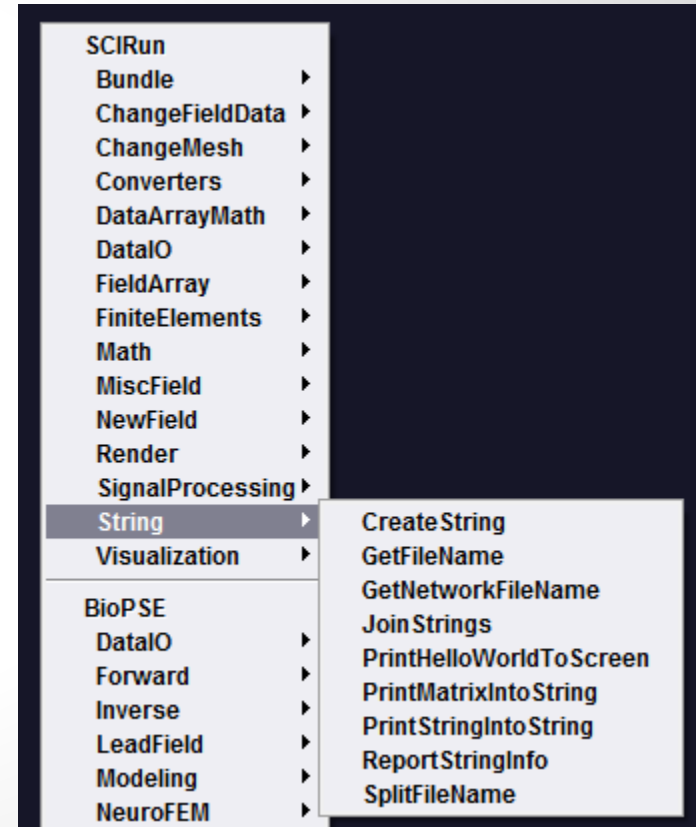 SCIRun
Bundle
ChangeFieldData
ChangeMesh
Converters
DataArrayMath
DataIO
FieldArray
FiniteElements
Math
MiscField
NewField
Render
SignalProcessing
String
Visualization
BioPSE
DataIO
Forward
Inverse
LeadField
Modeling
NeuroFEM
CreateString
GetFileName
GetNetworkFileName
JoinStrings
PrintHelloWorldToScreen
PrintMatrixIntoString
PrintStringIntoString
ReportStringInfo
SplitFileName